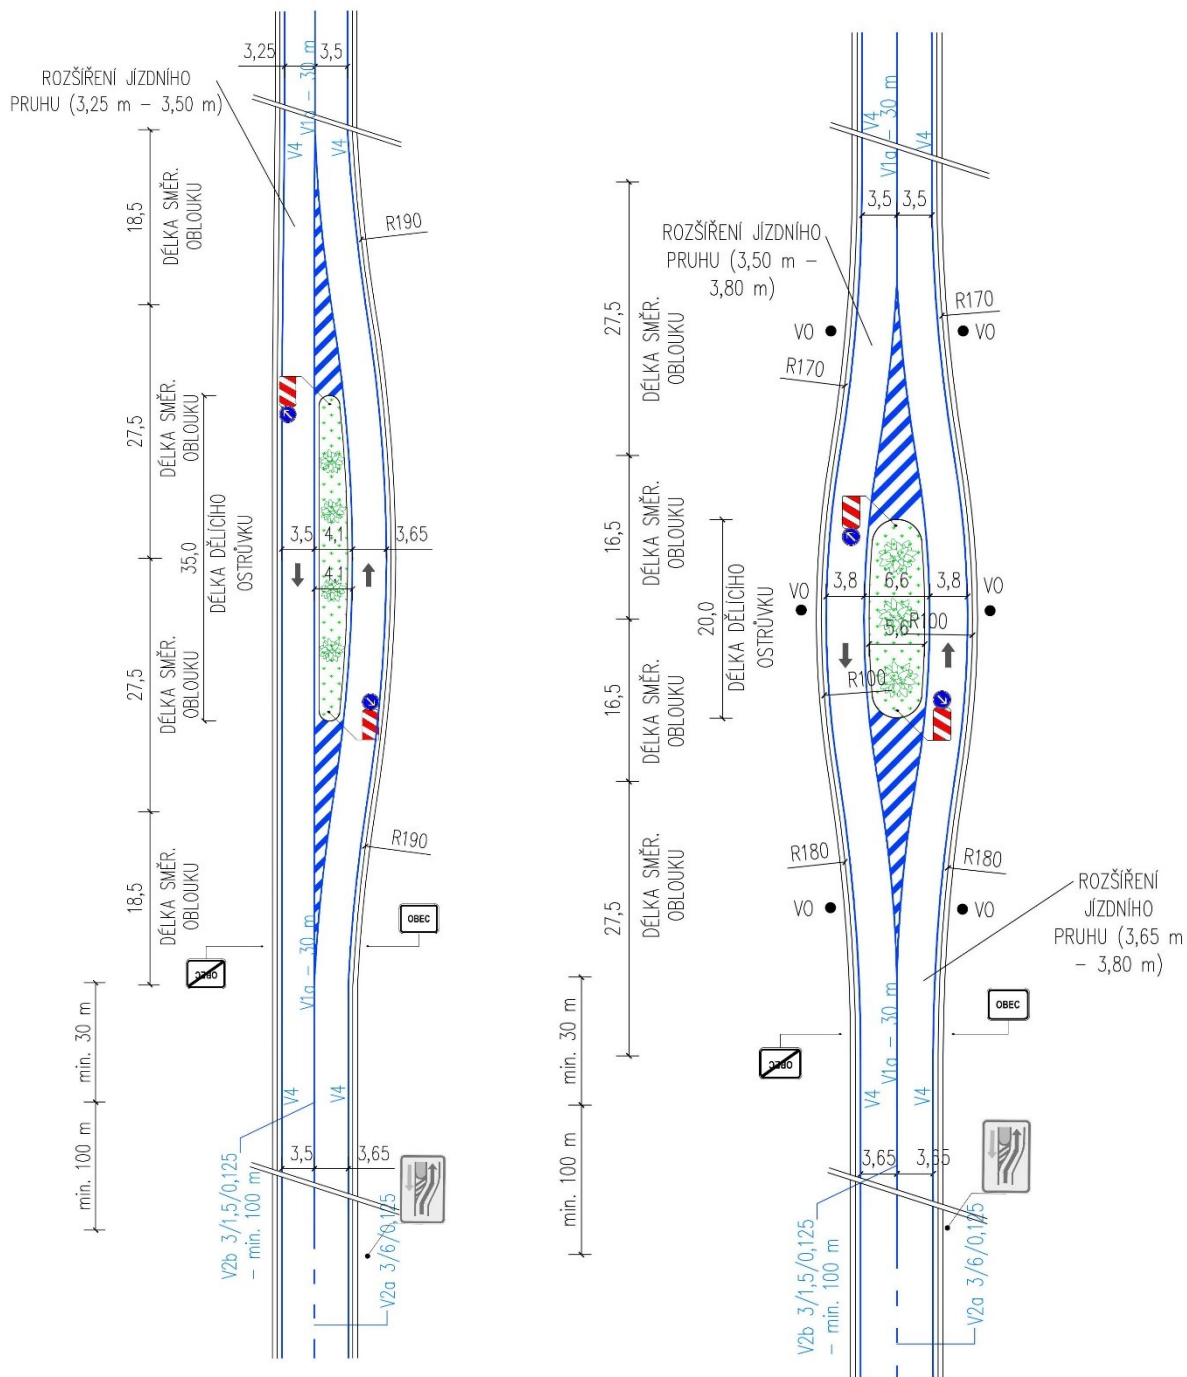 3,25
3,5
V1a – 30 m
V4
V4
ROZŠÍŘENÍ JÍZDNÍHO
PRUHU (3,25 m – 3,50 m)
18,5
DÉLKA SMĚR.
OBLOUKU
R190
27,5
DÉLKA SMĚR.
OBLOUKU
35,0
DÉLKA DĚLÍCÍHO
OSTRŮVKU
3,5
4,1
3,65
4,1
27,5
DÉLKA SMĚR.
OBLOUKU
R190
18,5
DÉLKA SMĚR.
OBLOUKU
OBEC
OBEC
V1a – 30 m
min. 30 m
V4
V4
min. 100 m
3,5
3,65
V2b 3/1,5/0,125
– min. 100 m
V2a 3/6/0,125
V4
V1a – 30 m
V4
3,5
3,5
ROZŠÍŘENÍ JÍZDNÍHO
PRUHU (3,50 m –
3,80 m)
27,5
DÉLKA SMĚR.
OBLOUKU
R170
VO
VO
R170
16,5
DÉLKA SMĚR.
OBLOUKU
20,0
DÉLKA DĚLÍCÍHO
OSTRŮVKU
3,8
6,6
3,8
VO
VO
5,6
R100
R100
16,5
DÉLKA SMĚR.
OBLOUKU
R180
R180
27,5
DÉLKA SMĚR.
OBLOUKU
VO
VO
ROZŠÍŘENÍ
JÍZDNÍHO
PRUHU (3,65 m
– 3,80 m)
OBEC
OBEC
V1a – 30 m
min. 30 m
V4
V4
min. 100 m
3,65
3,65
V2b 3/1,5/0,125
– min. 100 m
V2a 3/6/0,125